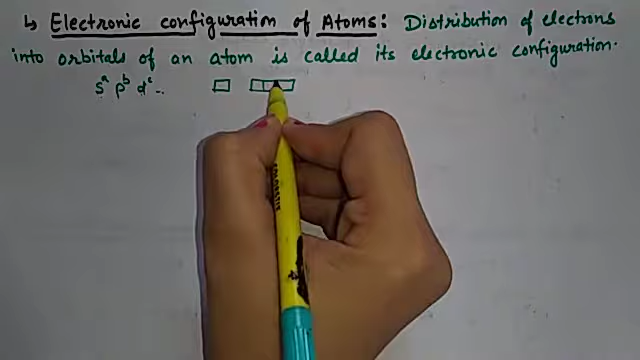 ↳ Electronic configuration of Atoms: Distribution of electrons
into orbitals of an atom is called its electronic configuration.
sᵃ pᵇ dᶜ ...